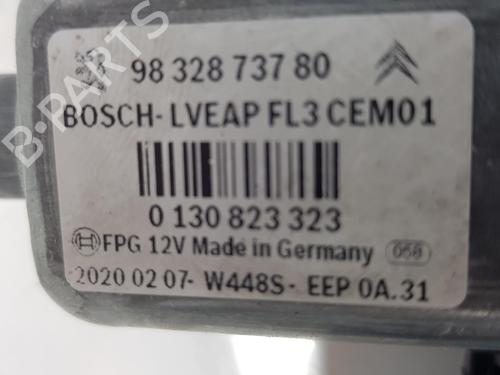 98 328 737 80
BOSCH-LVEAP FL3 CEM01
0 130 823 323
FPG 12V Made in Germany 058
2020 02 07- W448S- EEP 0A.31
B-PARTS